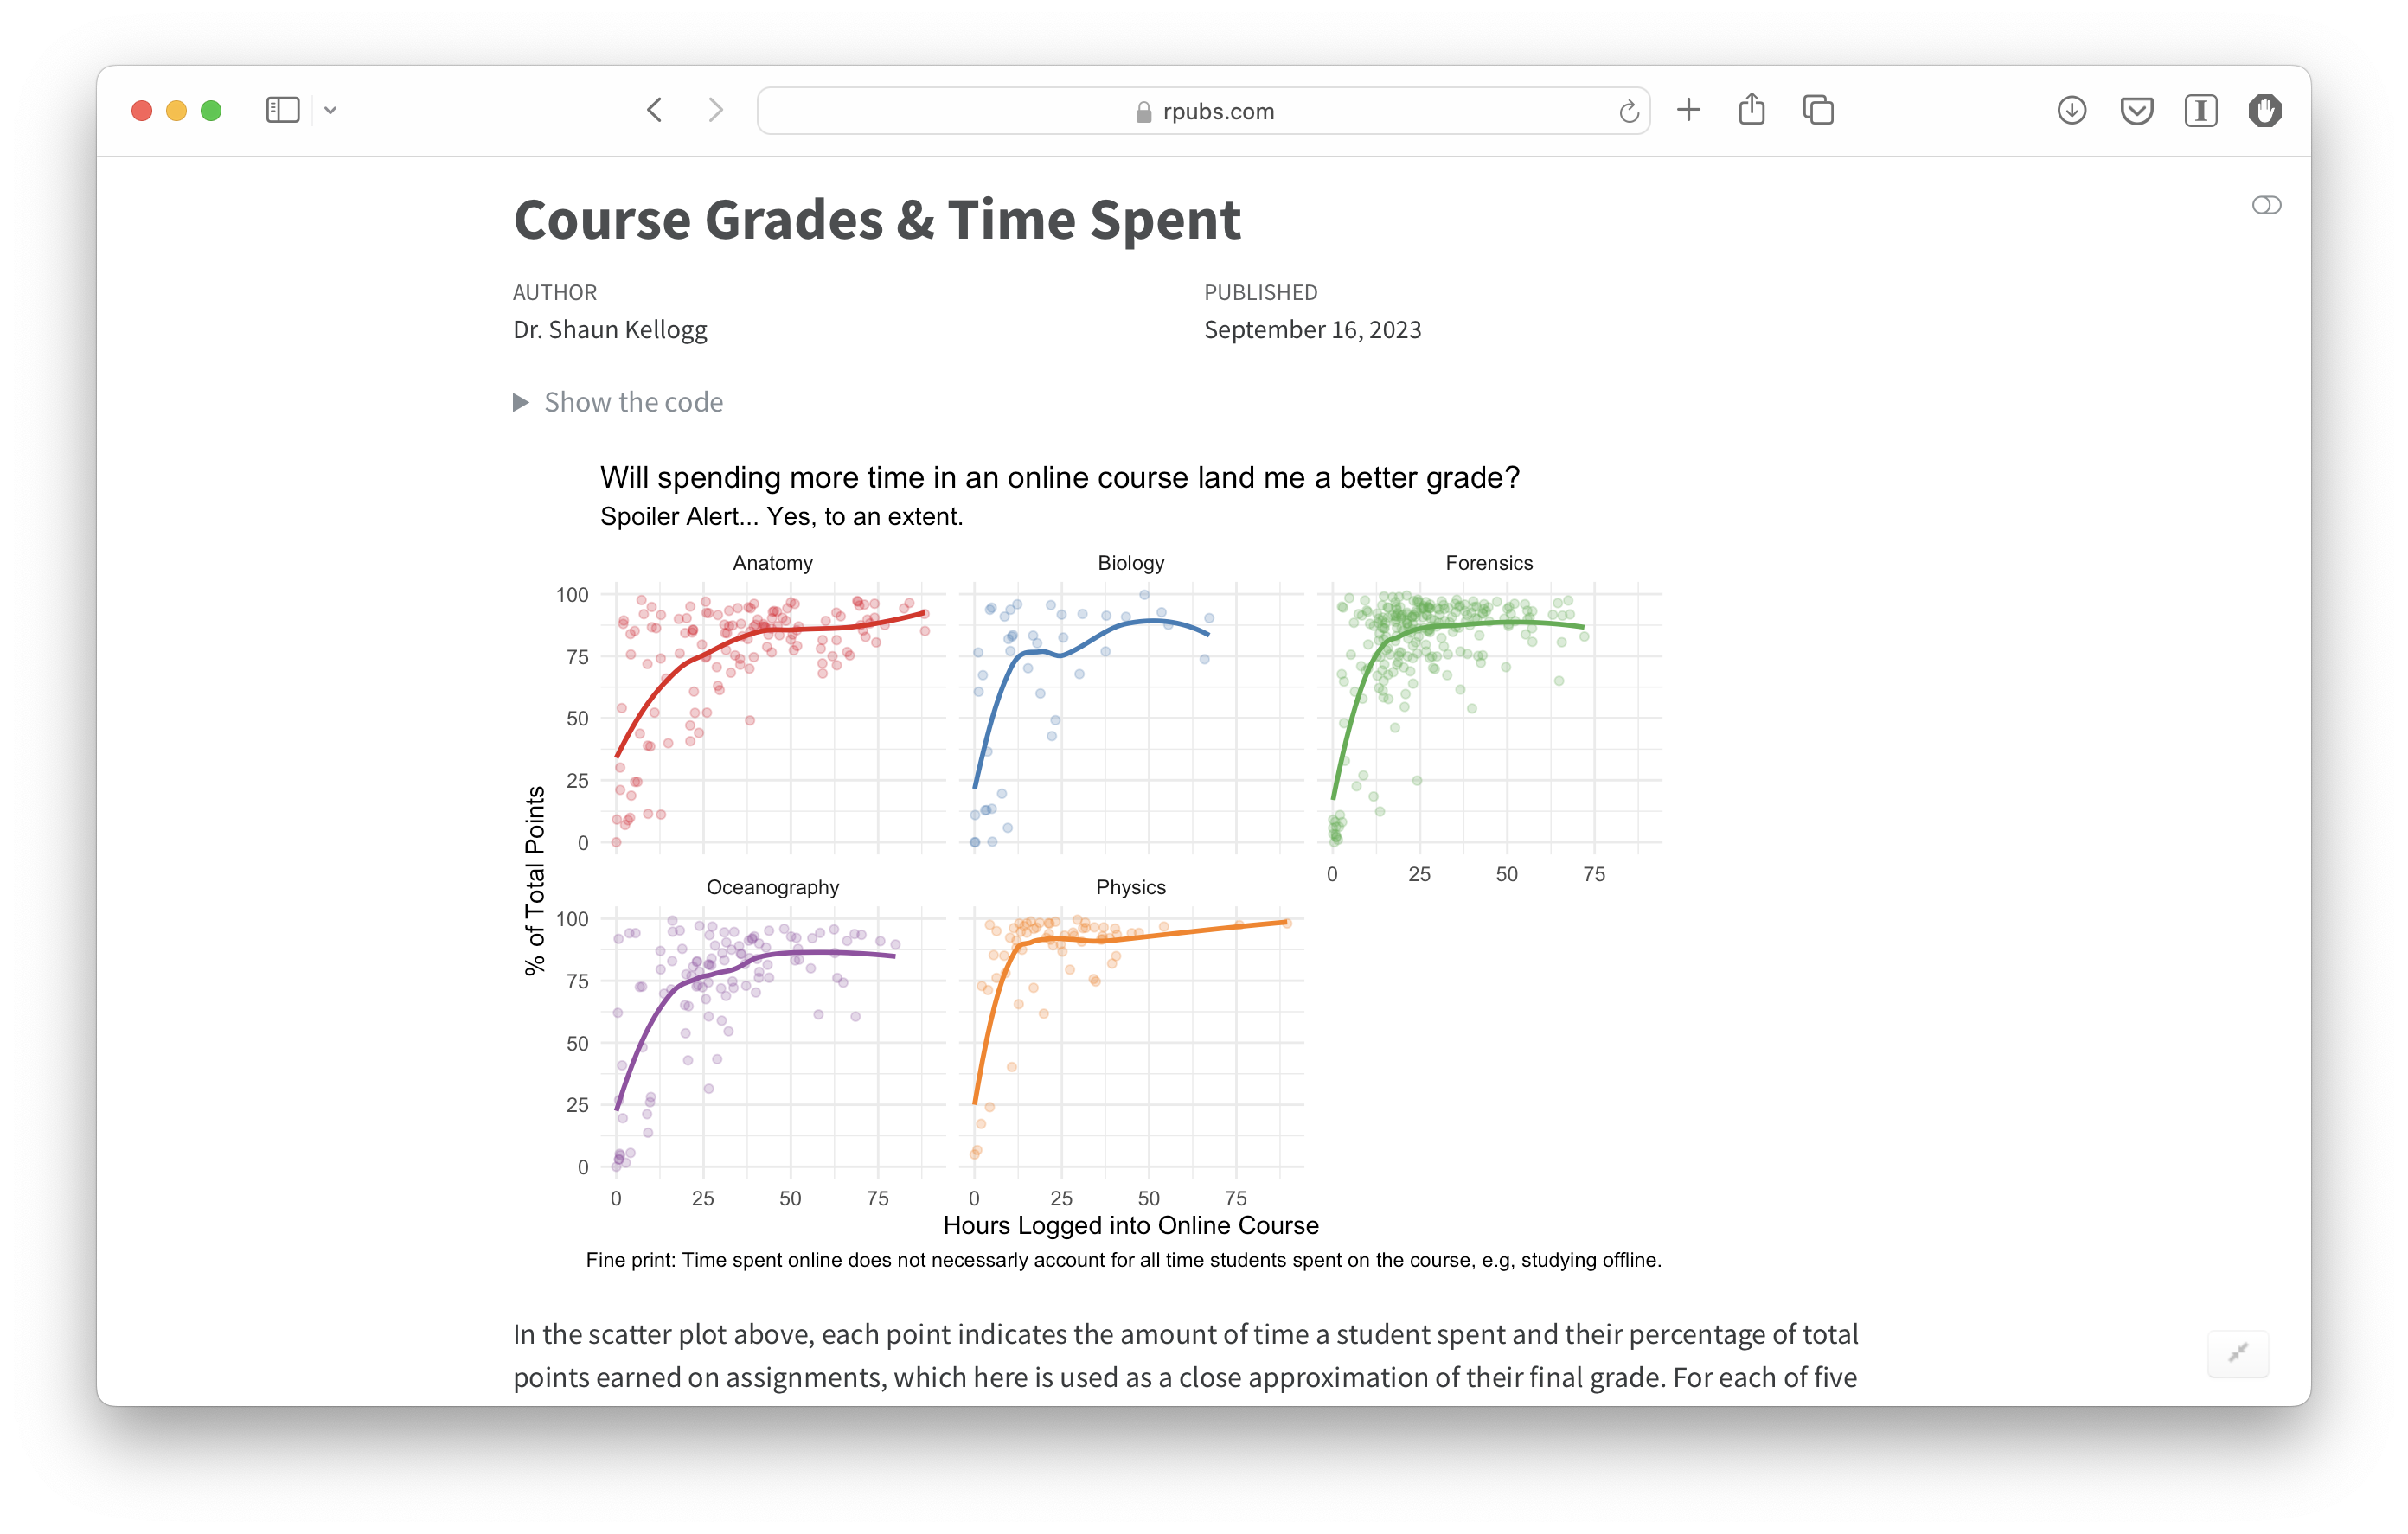 rpubs.com
Course Grades & Time Spent
AUTHOR
PUBLISHED
Dr. Shaun Kellogg
September 16, 2023
Show the code
Will spending more time in an online course land me a better grade?
Spoiler Alert... Yes, to an extent.
Anatomy
Biology
Forensics
100
75
50
25
0
0 25 50 75
% of Total Points
Oceanography
Physics
100
75
50
25
0
0 25 50 75
0 25 50 75
Hours Logged into Online Course
Fine print: Time spent online does not necessarly account for all time students spent on the course, e.g, studying offline.
In the scatter plot above, each point indicates the amount of time a student spent and their percentage of total
points earned on assignments, which here is used as a close approximation of their final grade. For each of five